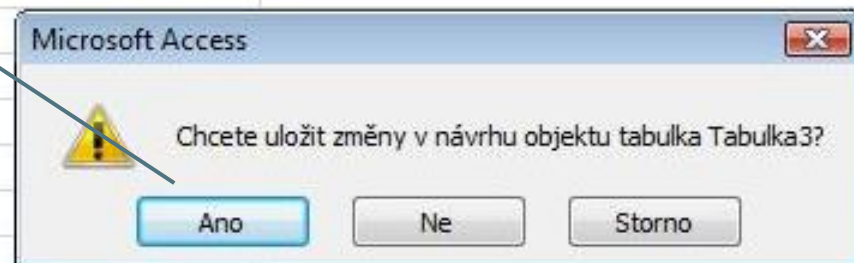 Microsoft Access
Chcete uložit změny v návrhu objektu tabulka Tabulka3?
Ano
Ne
Storno